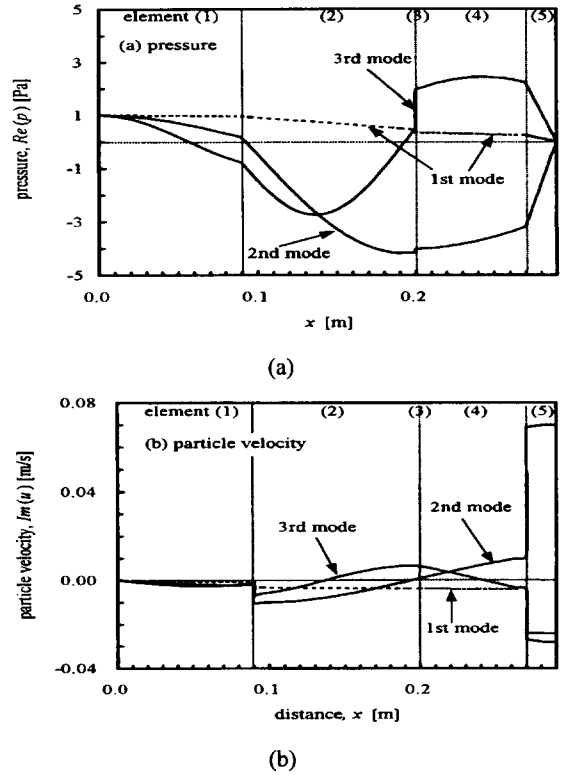 element (1) (2) (3) (4) (5)
(a) pressure
3rd mode
1st mode
2nd mode
pressure, Re(p) [Pa]
5
3
1
-1
-3
-5
0.0 0.1 0.2
x [m]
(a)
element (1) (2) (3) (4) (5)
(b) particle velocity
3rd mode
2nd mode
1st mode
particle velocity, Im(u) [m/s]
0.08
0.04
0.00
-0.04
0.0 0.1 0.2
distance, x [m]
(b)